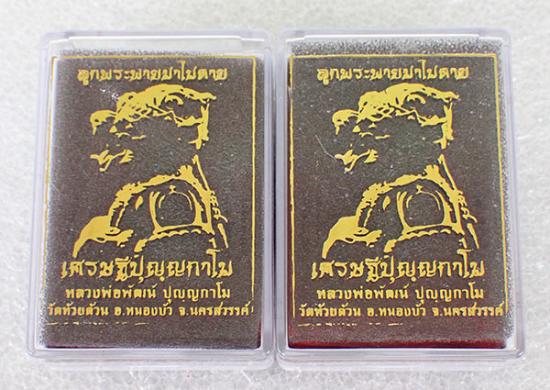 ลูกพระพายม้าไม่ตาย
เศรษฐีปุญฺญกาโม
หลวงพ่อพัฒน์ ปุญฺญกาโม
วัดห้วยด้วน อ.หนองบัว จ.นครสวรรค์
ลูกพระพายม้าไม่ตาย
เศรษฐีปุญฺญกาโม
หลวงพ่อพัฒน์ ปุญฺญกาโม
วัดห้วยด้วน อ.หนองบัว จ.นครสวรรค์